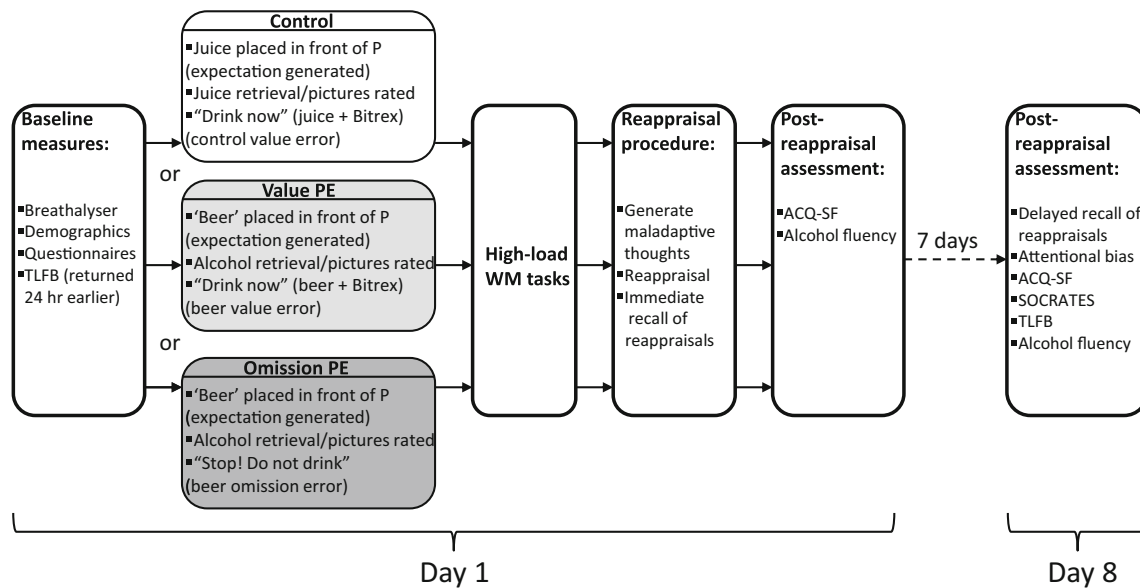 Baseline
measures:
▪Breathalyser
▪Demographics
▪Questionnaires
▪TLFB (returned
24 hr earlier)
or
or
Control
▪Juice placed in front of P
(expectation generated)
▪Juice retrieval/pictures rated
▪“Drink now” (juice + Bitrex)
(control value error)
Value PE
▪‘Beer’ placed in front of P
(expectation generated)
▪Alcohol retrieval/pictures rated
▪“Drink now” (beer + Bitrex)
(beer value error)
Omission PE
▪‘Beer’ placed in front of P
(expectation generated)
▪Alcohol retrieval/pictures rated
▪“Stop! Do not drink”
(beer omission error)
High-load
WM tasks
Reappraisal
procedure:
▪Generate
maladaptive
thoughts
▪Reappraisal
▪Immediate
recall of
reappraisals
Post-
reappraisal
assessment:
▪ACQ-SF
▪Alcohol fluency
7 days
Post-
reappraisal
assessment:
▪Delayed recall of
reappraisals
▪Attentional bias
▪ACQ-SF
▪SOCRATES
▪TLFB
▪Alcohol fluency
Day 1
Day 8